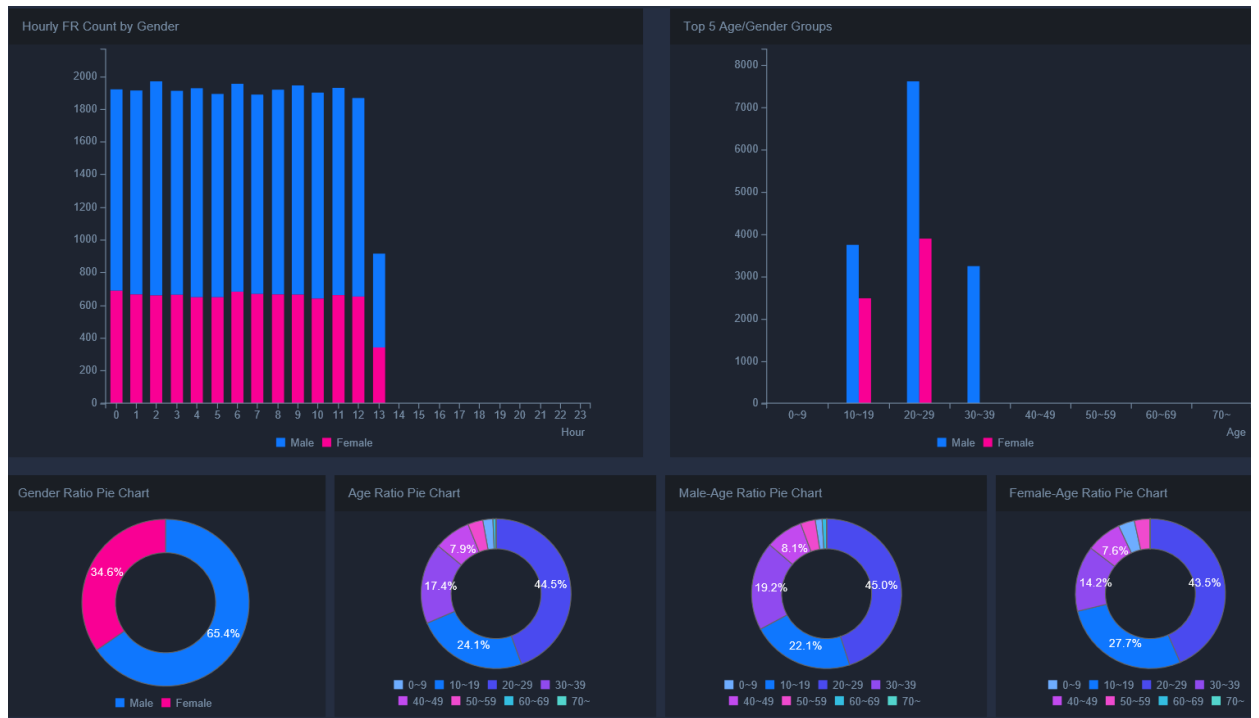 Hourly FR Count by Gender
2000
1800
1600
1400
1200
1000
800
600
400
200
0
0 1 2 3 4 5 6 7 8 9 10 11 12 13 14 15 16 17 18 19 20 21 22 23
Hour
Male Female
Top 5 Age/Gender Groups
8000
7000
6000
5000
4000
3000
2000
1000
0
0~9 10~19 20~29 30~39 40~49 50~59 60~69 70~
Age
Male Female
Gender Ratio Pie Chart
34.6%
65.4%
Male Female
Age Ratio Pie Chart
7.9%
17.4%
44.5%
24.1%
0~9 10~19 20~29 30~39
40~49 50~59 60~69 70~
Male-Age Ratio Pie Chart
8.1%
19.2%
45.0%
22.1%
0~9 10~19 20~29 30~39
40~49 50~59 60~69 70~
Female-Age Ratio Pie Chart
7.6%
14.2%
43.5%
27.7%
0~9 10~19 20~29 30~39
40~49 50~59 60~69 70~